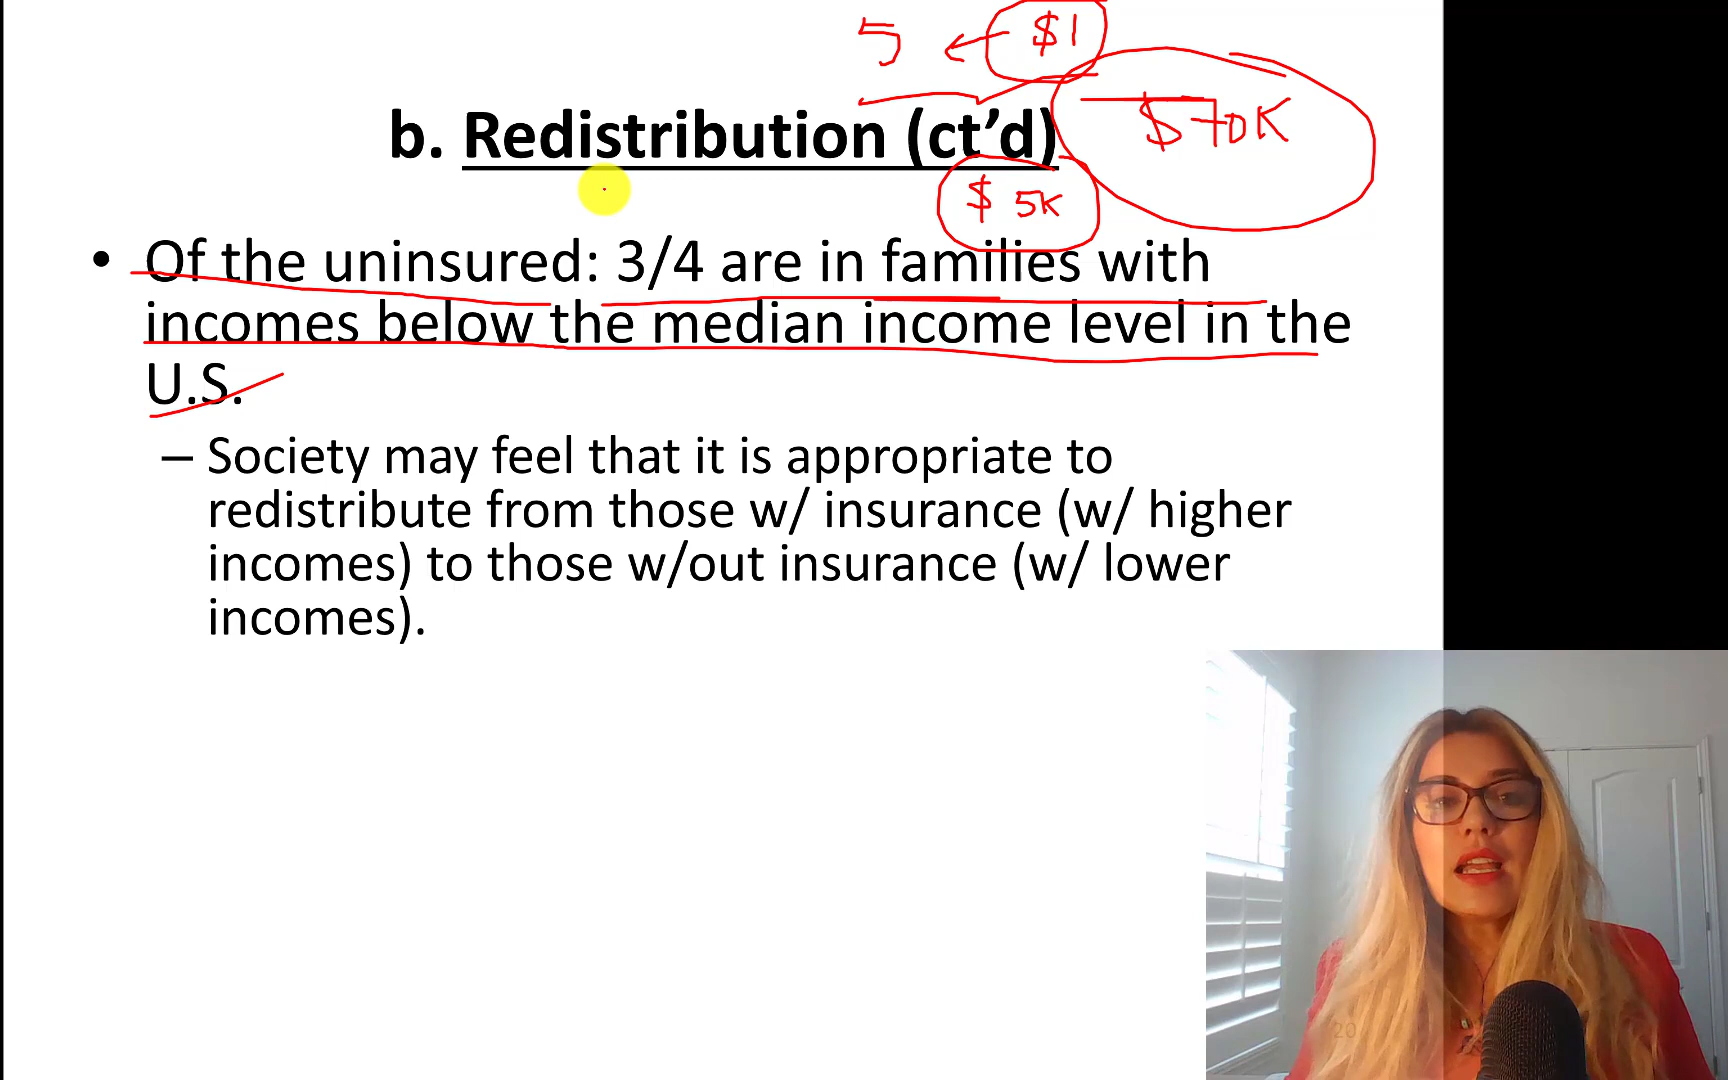 5 ← $1
$70K
b. Redistribution (ct’d)
$ 5K
• Of the uninsured: 3/4 are in families with
incomes below the median income level in the
U.S.
– Society may feel that it is appropriate to
redistribute from those w/ insurance (w/ higher
incomes) to those w/out insurance (w/ lower
incomes).
20